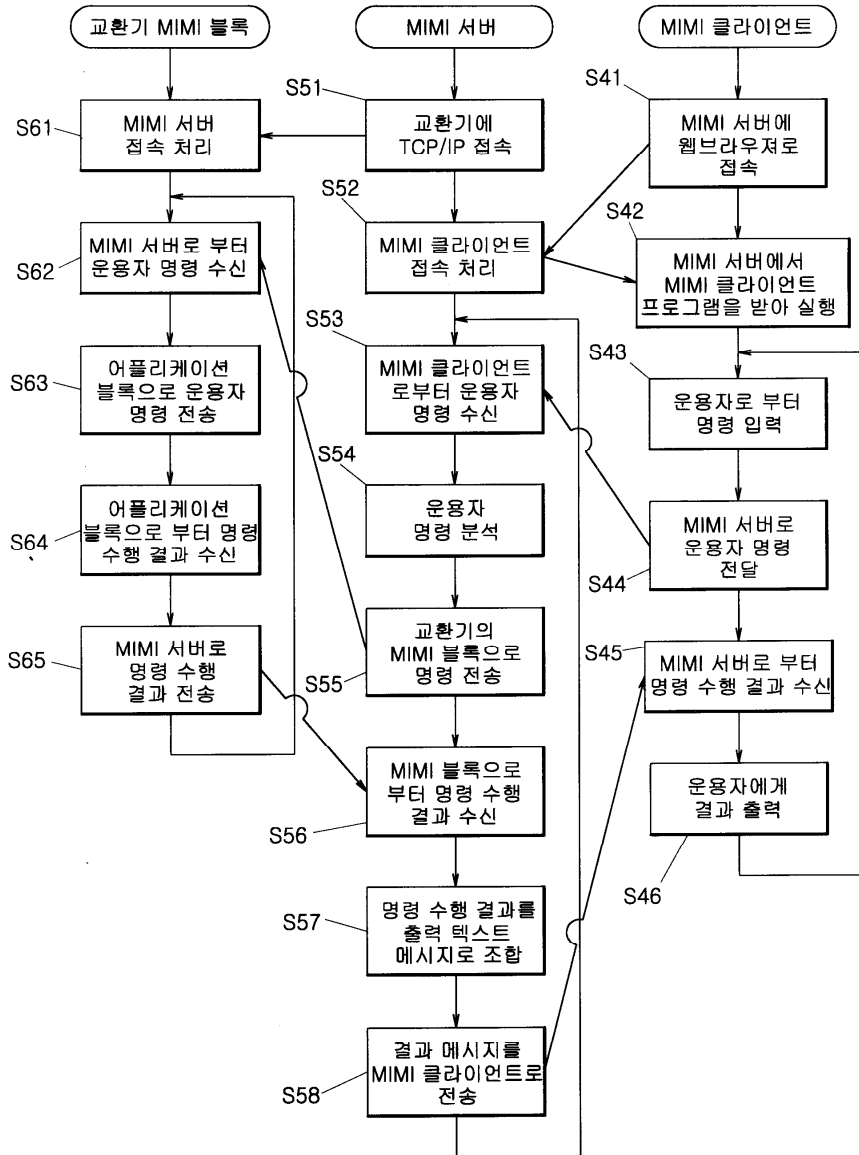 교환기 MIMI 블록
MIMI 서버
MIMI 클라이언트
S61
MIMI 서버
접속 처리
S62
MIMI 서버로 부터
운용자 명령 수신
S63
어플리케이션
블록으로 운용자
명령 전송
S64
어플리케이션
블록으로 부터 명령
수행 결과 수신
S65
MIMI 서버로
명령 수행
결과 전송
S51
교환기에
TCP/IP 접속
S52
MIMI 클라이언트
접속 처리
S53
MIMI 클라이언트
로부터 운용자
명령 수신
S54
운용자
명령 분석
S55
교환기의
MIMI 블록으로
명령 전송
S56
MIMI 블록으로
부터 명령 수행
결과 수신
S57
명령 수행 결과를
출력 텍스트
메시지로 조합
S58
결과 메시지를
MIMI 클라이언트로
전송
S41
MIMI 서버에
웹브라우져로
접속
S42
MIMI 서버에서
MIMI 클라이언트
프로그램을 받아 실행
S43
운용자로 부터
명령 입력
S44
MIMI 서버로
운용자 명령
전달
S45
MIMI 서버로 부터
명령 수행 결과 수신
S46
운용자에게
결과 출력